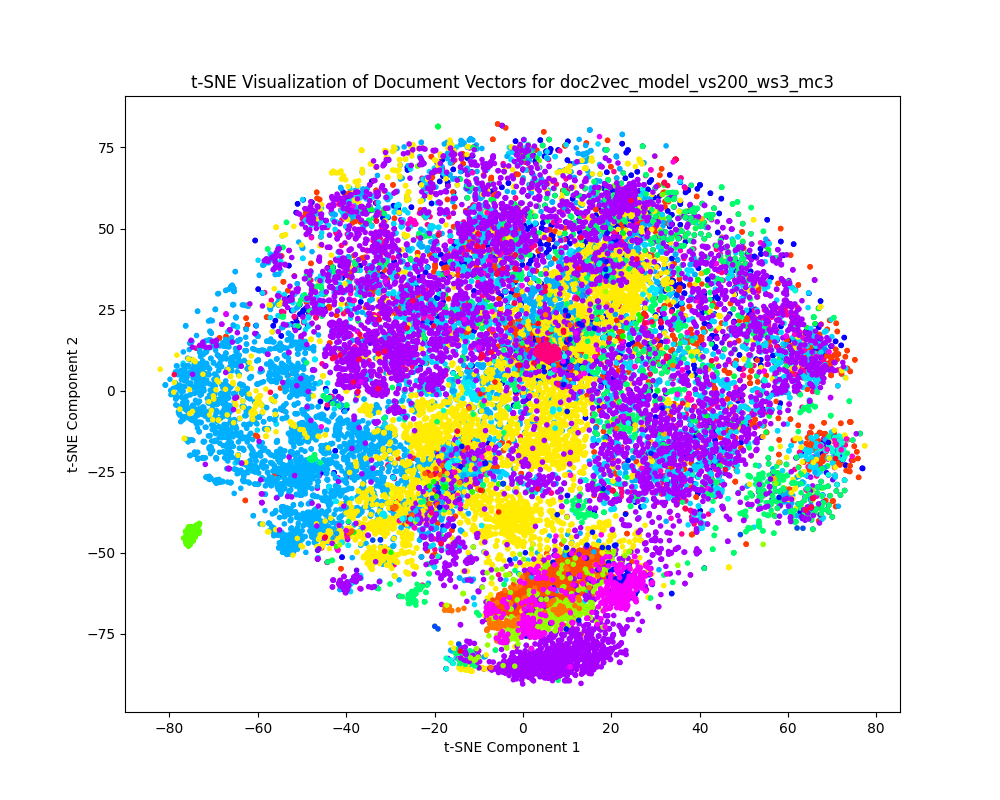 t-SNE Visualization of Document Vectors for doc2vec_model_vs200_ws3_mc3
75
50
25
0
−25
−50
−75
t-SNE Component 2
−80 −60 −40 −20 0 20 40 60 80
t-SNE Component 1